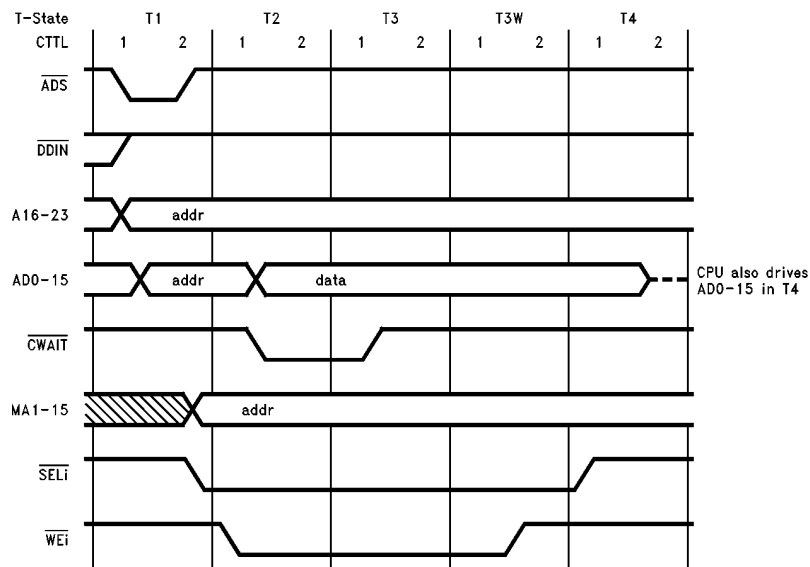 T-State T1 T2 T3 T3W T4
CTTL 1 2 1 2 1 2 1 2 1 2
ADS
DDIN
A16-23 addr
AD0-15 addr data CPU also drives
AD0-15 in T4
CWAIT
MA1-15 addr
SELi
WEi